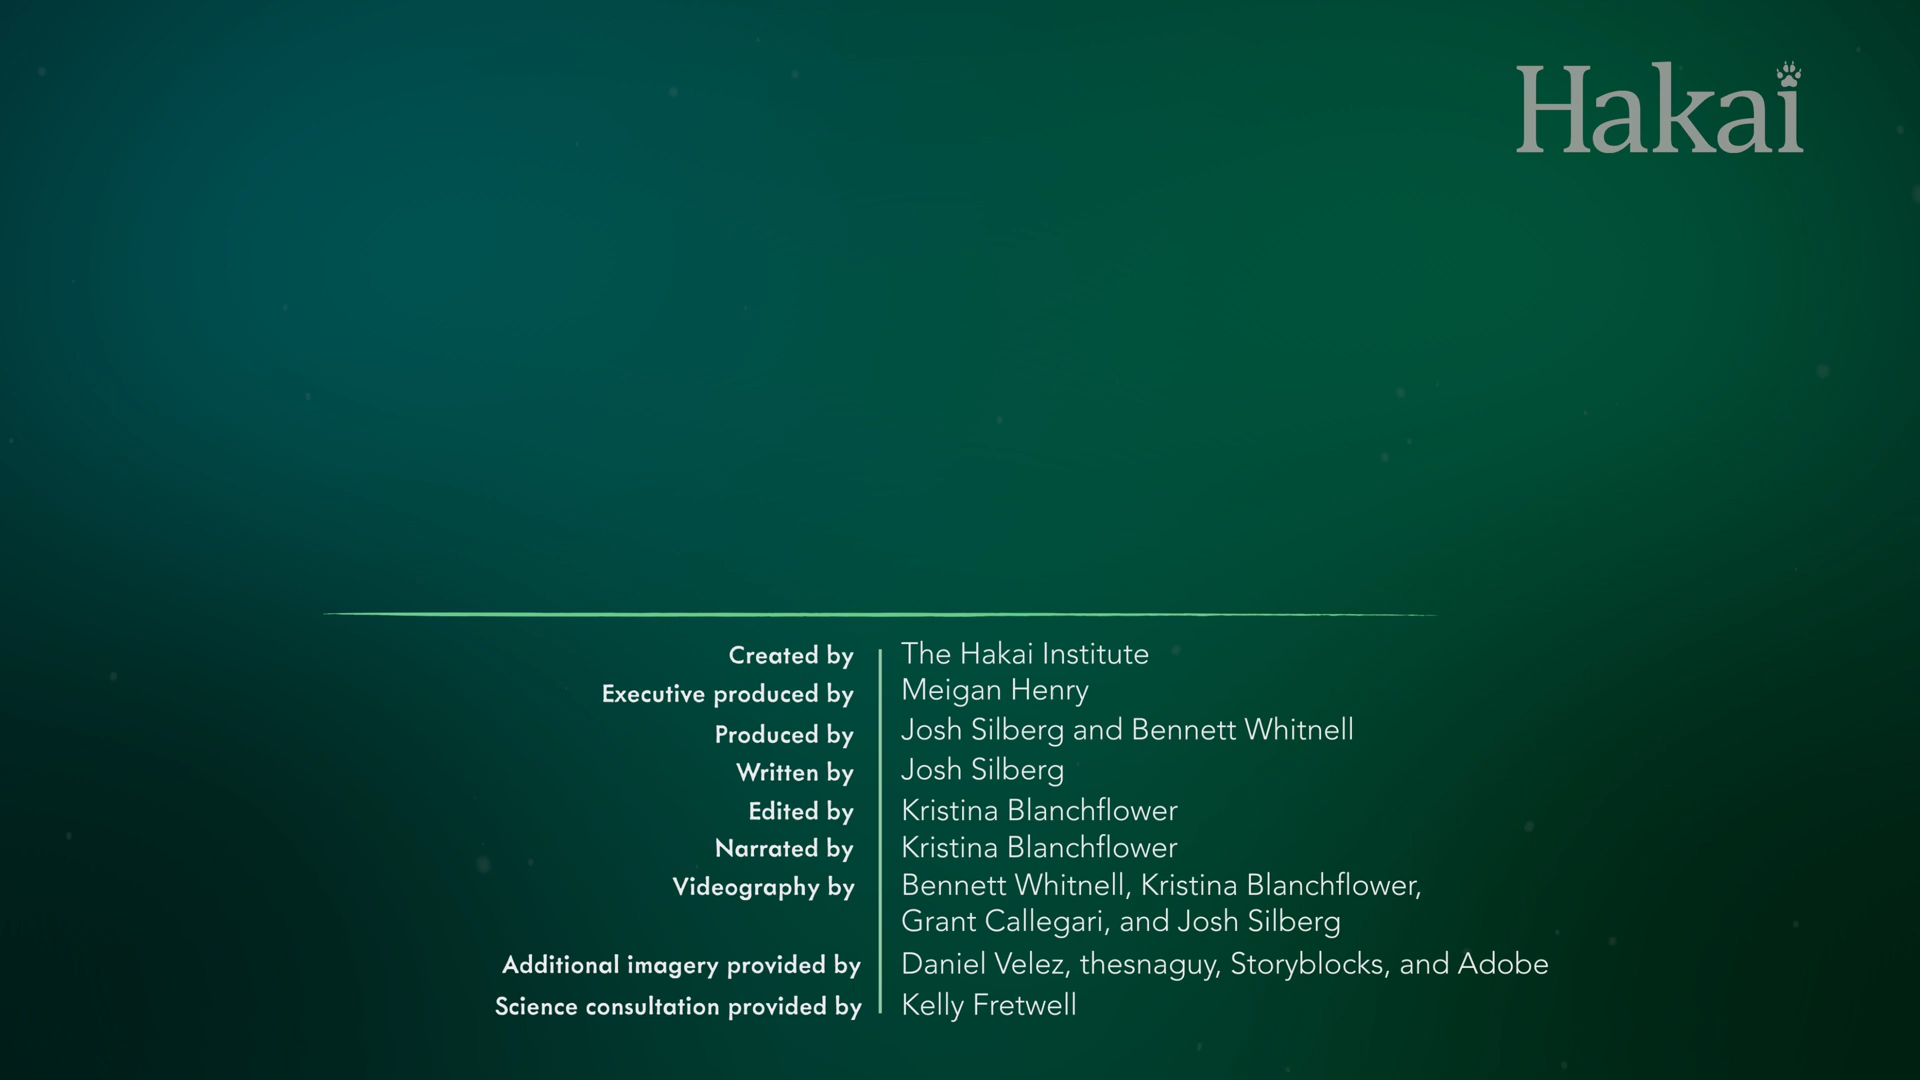 Hakai
Created by The Hakai Institute
Executive produced by Meigan Henry
Produced by Josh Silberg and Bennett Whitnell
Written by Josh Silberg
Edited by Kristina Blanchflower
Narrated by Kristina Blanchflower
Videography by Bennett Whitnell, Kristina Blanchflower,
Grant Callegari, and Josh Silberg
Additional imagery provided by Daniel Velez, thesnaguy, Storyblocks, and Adobe
Science consultation provided by Kelly Fretwell